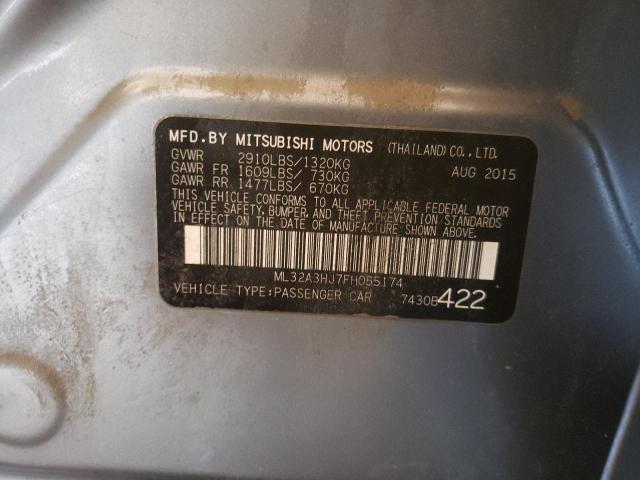 MFD.BY MITSUBISHI MOTORS (THAILAND)CO.,LTD.
GVWR 2910LBS/1320KG AUG 2015
GAWR FR 1609LBS/ 730KG
GAWR RR 1477LBS/ 670KG
THIS VEHICLE CONFORMS TO ALL APPLICABLE FEDERAL MOTOR
VEHICLE SAFETY, BUMPER, AND THEFT PREVENTION STANDARDS
IN EFFECT ON THE DATE OF MANUFACTURE SHOWN ABOVE.
ML32A3HJ7FH055174
VEHICLE TYPE:PASSENGER CAR 7430B422